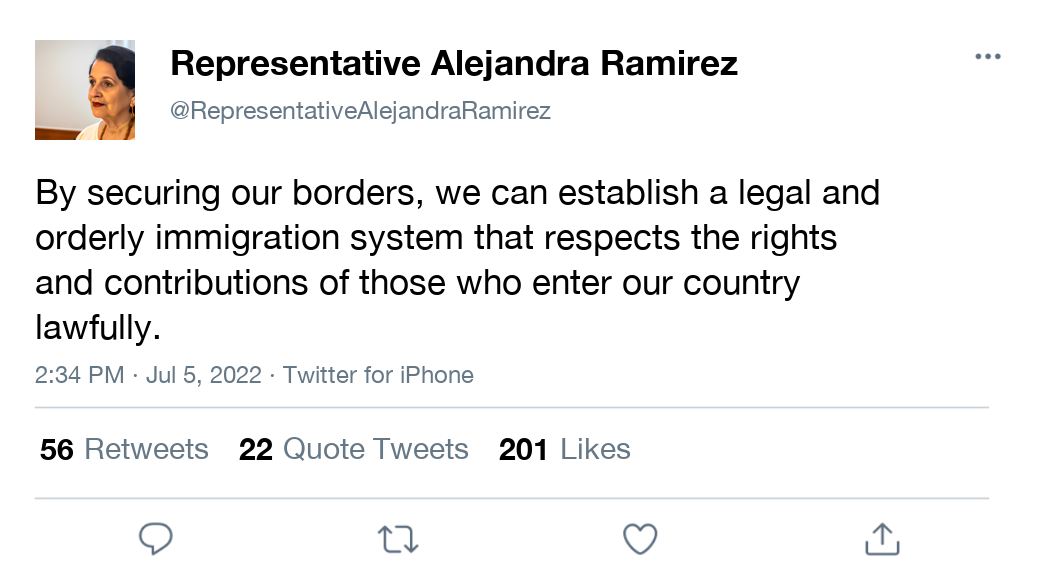 Representative Alejandra Ramirez
@RepresentativeAlejandraRamirez
By securing our borders, we can establish a legal and
orderly immigration system that respects the rights
and contributions of those who enter our country
lawfully.
2:34 PM · Jul 5, 2022 · Twitter for iPhone
56 Retweets 22 Quote Tweets 201 Likes